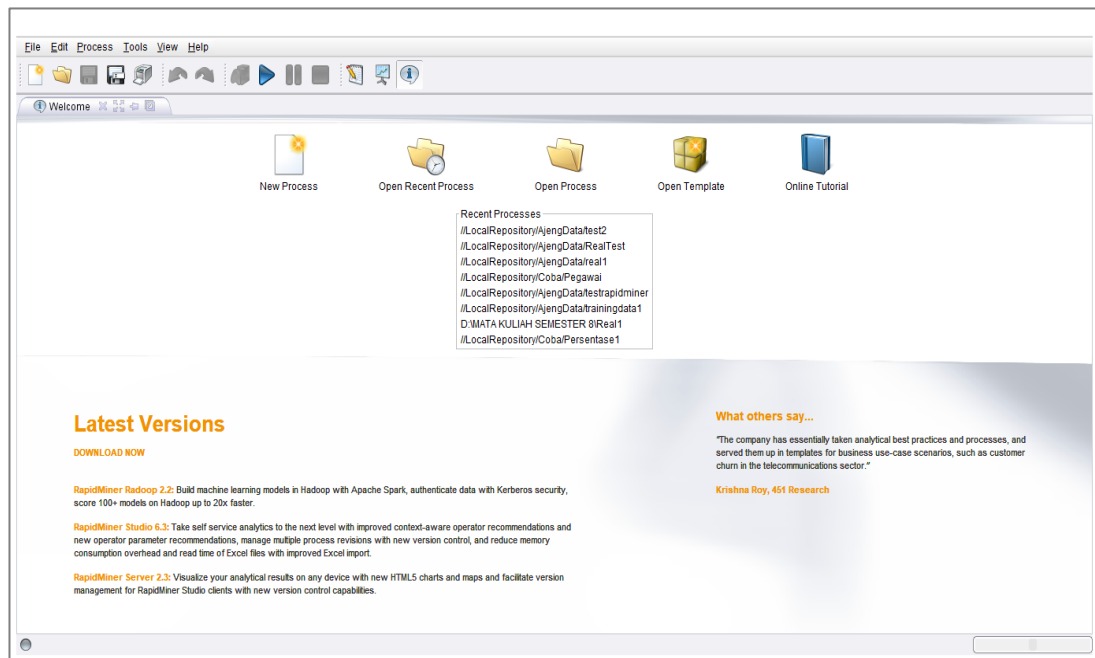 File Edit Process Tools View Help
Welcome
New Process Open Recent Process Open Process Open Template Online Tutorial
Recent Processes
//LocalRepository/AjengData/test2
//LocalRepository/AjengData/RealTest
//LocalRepository/AjengData/real1
//LocalRepository/Coba/Pegawai
//LocalRepository/AjengData/testrapidminer
//LocalRepository/AjengData/trainingdata1
D:\MATA KULIAH SEMESTER 8\Real1
//LocalRepository/Coba/Persentase1
Latest Versions
DOWNLOAD NOW
RapidMiner Radoop 2.2: Build machine learning models in Hadoop with Apache Spark, authenticate data with Kerberos security,
score 100+ models on Hadoop up to 20x faster.
RapidMiner Studio 6.3: Take self service analytics to the next level with improved context-aware operator recommendations and
new operator parameter recommendations, manage multiple process revisions with new version control, and reduce memory
consumption overhead and read time of Excel files with improved Excel import.
RapidMiner Server 2.3: Visualize your analytical results on any device with new HTML5 charts and maps and facilitate version
management for RapidMiner Studio clients with new version control capabilities.
What others say...
"The company has essentially taken analytical best practices and processes, and
served them up in templates for business use-case scenarios, such as customer
churn in the telecommunications sector."
Krishna Roy, 451 Research